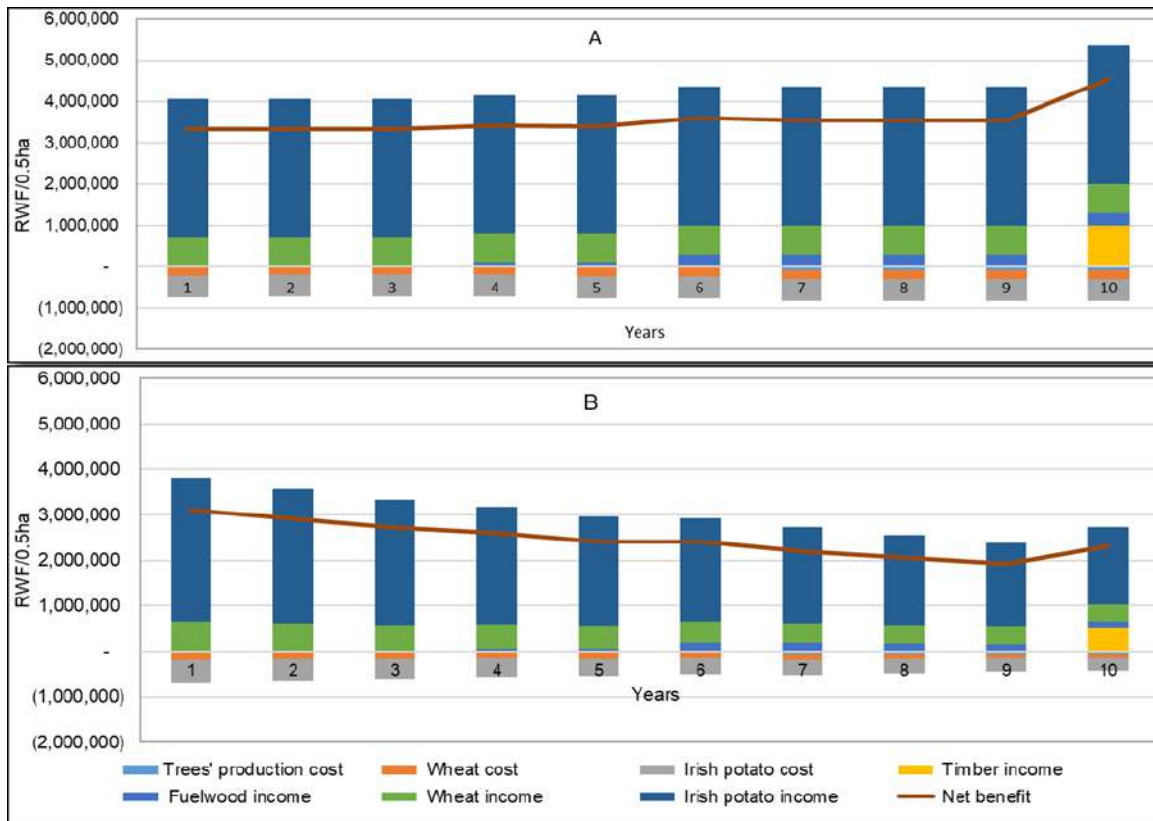 A
RWF/0.5ha
6,000,000
5,000,000
4,000,000
3,000,000
2,000,000
1,000,000
-
(1,000,000)
(2,000,000)
1 2 3 4 5 6 7 8 9 10
Years
B
RWF/0.5ha
6,000,000
5,000,000
4,000,000
3,000,000
2,000,000
1,000,000
-
(1,000,000)
(2,000,000)
1 2 3 4 5 6 7 8 9 10
Years
Trees' production cost Wheat cost Irish potato cost Timber income
Fuelwood income Wheat income Irish potato income Net benefit